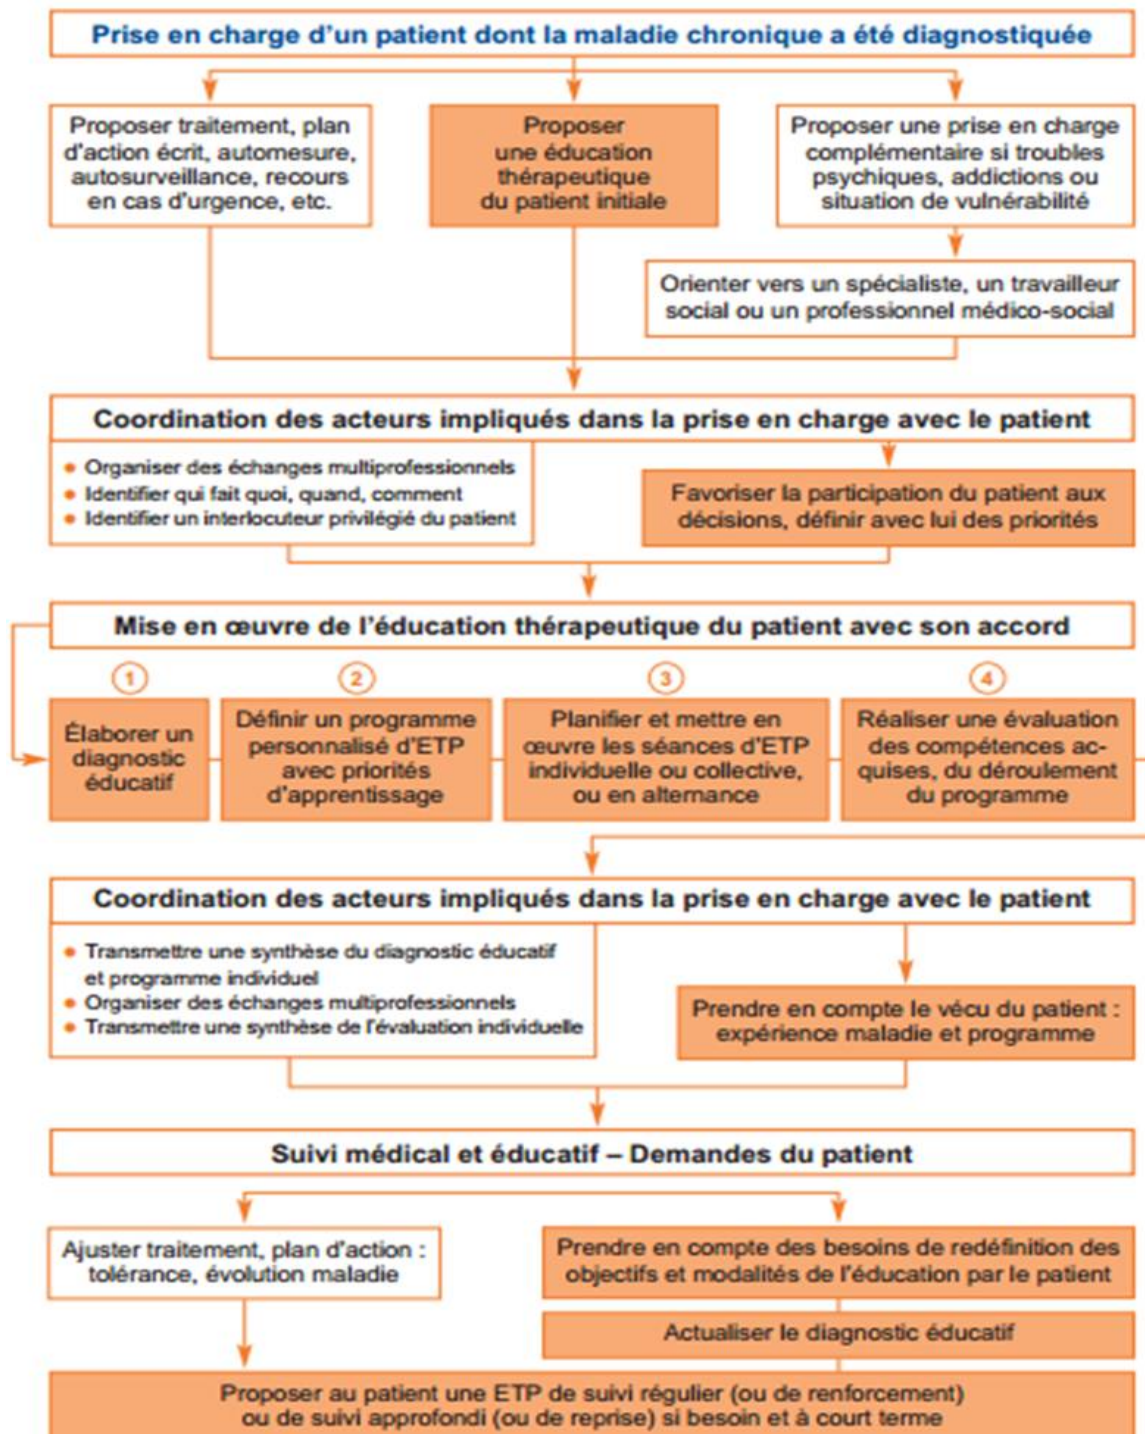 Prise en charge d'un patient dont la maladie chronique a été diagnostiquée
Proposer traitement, plan
d'action écrit, automesure,
autosurveillance, recours
en cas d'urgence, etc.
Proposer
une éducation
thérapeutique
du patient initiale
Proposer une prise en charge
complémentaire si troubles
psychiques, addictions ou
situation de vulnérabilité
Orienter vers un spécialiste, un travailleur
social ou un professionnel médico-social
Coordination des acteurs impliqués dans la prise en charge avec le patient
• Organiser des échanges multiprofessionnels
• Identifier qui fait quoi, quand, comment
• Identifier un interlocuteur privilégié du patient
Favoriser la participation du patient aux
décisions, définir avec lui des priorités
Mise en œuvre de l'éducation thérapeutique du patient avec son accord
1
Élaborer un
diagnostic
éducatif
2
Définir un programme
personnalisé d'ETP
avec priorités
d'apprentissage
3
Planifier et mettre en
œuvre les séances d'ETP
individuelle ou collective,
ou en alternance
4
Réaliser une évaluation
des compétences ac-
quises, du déroulement
du programme
Coordination des acteurs impliqués dans la prise en charge avec le patient
• Transmettre une synthèse du diagnostic éducatif
et programme individuel
• Organiser des échanges multiprofessionnels
• Transmettre une synthèse de l'évaluation individuelle
Prendre en compte le vécu du patient :
expérience maladie et programme
Suivi médical et éducatif – Demandes du patient
Ajuster traitement, plan d'action :
tolérance, évolution maladie
Prendre en compte des besoins de redéfinition des
objectifs et modalités de l'éducation par le patient
Actualiser le diagnostic éducatif
Proposer au patient une ETP de suivi régulier (ou de renforcement)
ou de suivi approfondi (ou de reprise) si besoin et à court terme